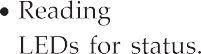 • Reading
LEDs for status.